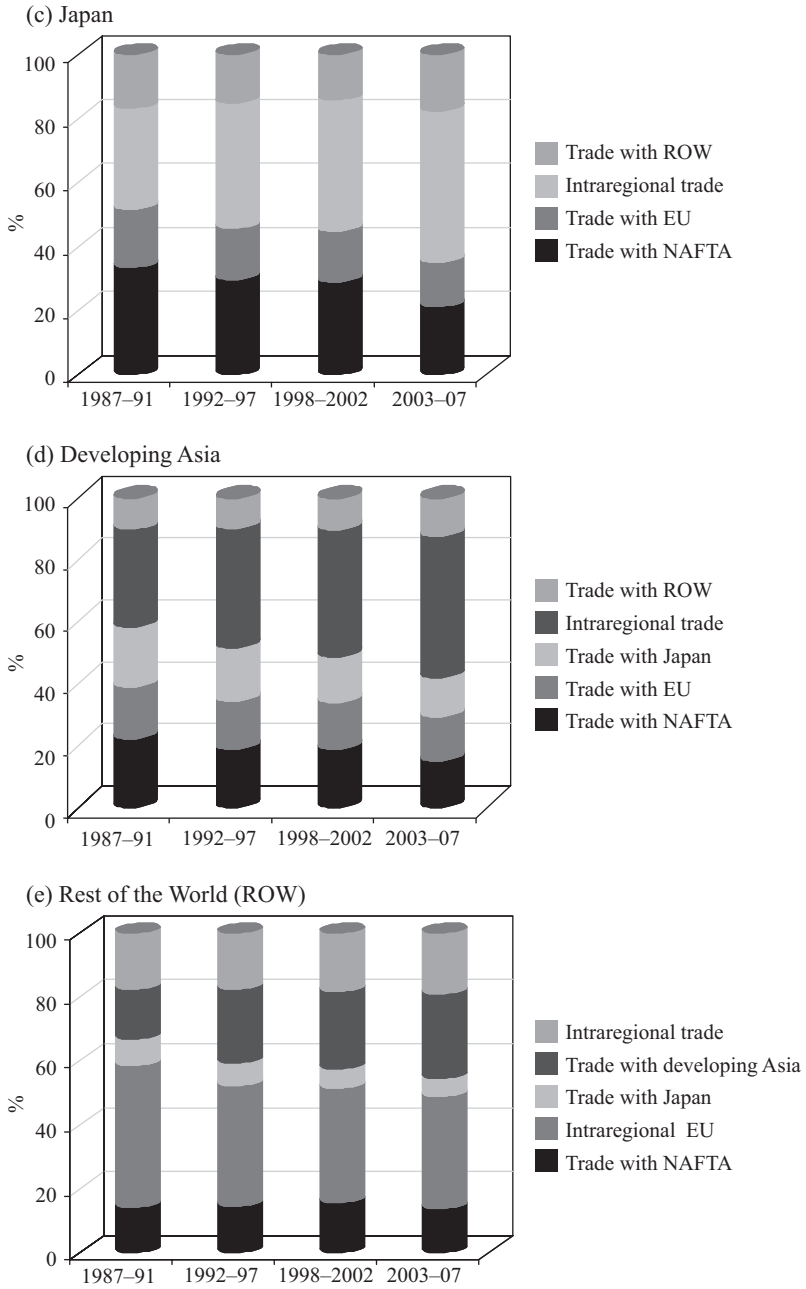 (c) Japan
100
80
60
40
20
0
%
1987–91 1992–97 1998–2002 2003–07
Trade with ROW
Intraregional trade
Trade with EU
Trade with NAFTA
(d) Developing Asia
100
80
60
40
20
0
%
1987–91 1992–97 1998–2002 2003–07
Trade with ROW
Intraregional trade
Trade with Japan
Trade with EU
Trade with NAFTA
(e) Rest of the World (ROW)
100
80
60
40
20
0
%
1987–91 1992–97 1998–2002 2003–07
Intraregional trade
Trade with developing Asia
Trade with Japan
Intraregional EU
Trade with NAFTA